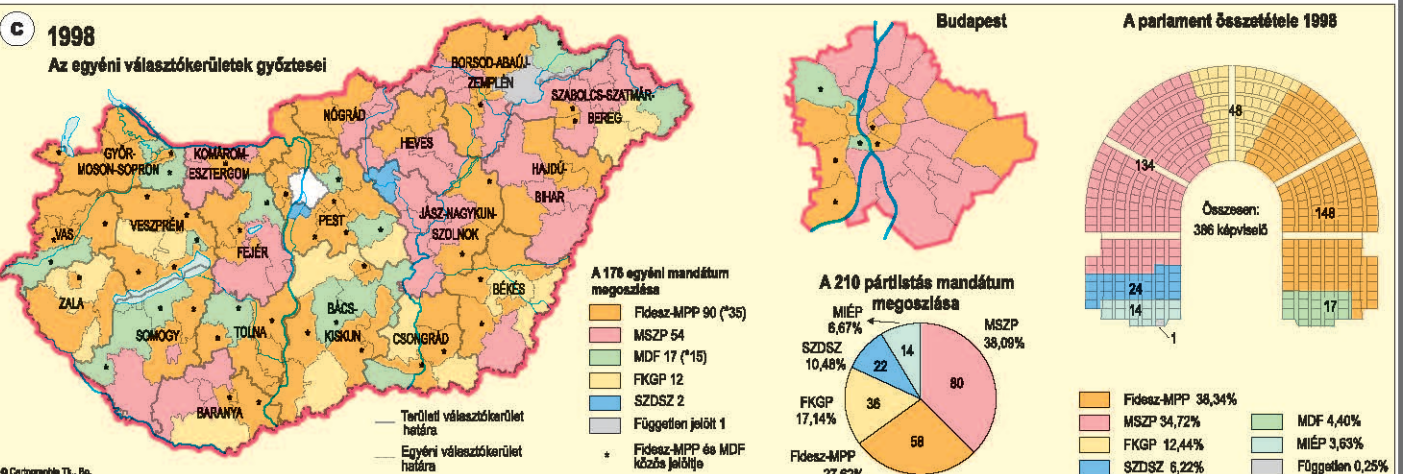 C
1998
Az egyéni választókerületek győztesei
BORSOD-ABAÚJ-
ZEMPLÉN
SZABOLCS-SZATMÁR-
BEREG
NÓGRÁD
HEVES
GYŐR-
MOSON-SOPRON
KOMÁROM-
ESZTERGOM
HAJDÚ-
BIHAR
VAS
VESZPRÉM
PEST
JÁSZ-NAGYKUN-
SZOLNOK
FEJÉR
ZALA
BÉKÉS
SOMOGY
TOLNA
BÁCS-
KISKUN
CSONGRÁD
BARANYA
Területi választókerület
határa
Egyéni választókerület
határa
A 176 egyéni mandátum
megoszlása
Fidesz-MPP 90 (*35)
MSZP 54
MDF 17 (*15)
FKGP 12
SZDSZ 2
Független jelölt 1
* Fidesz-MPP és MDF
közös jelöltje
Budapest
A 210 pártlistás mandátum
megoszlása
MIÉP
6,67%
SZDSZ
10,48%
FKGP
17,14%
Fidesz-MPP
MSZP
38,09%
14
22
36
80
58
A parlament összetétele 1998
48
134
148
Összesen:
386 képviselő
24
14
17
1
Fidesz-MPP 38,34%
MSZP 34,72%
FKGP 12,44%
SZDSZ 6,22%
MDF 4,40%
MIÉP 3,63%
Független 0,25%